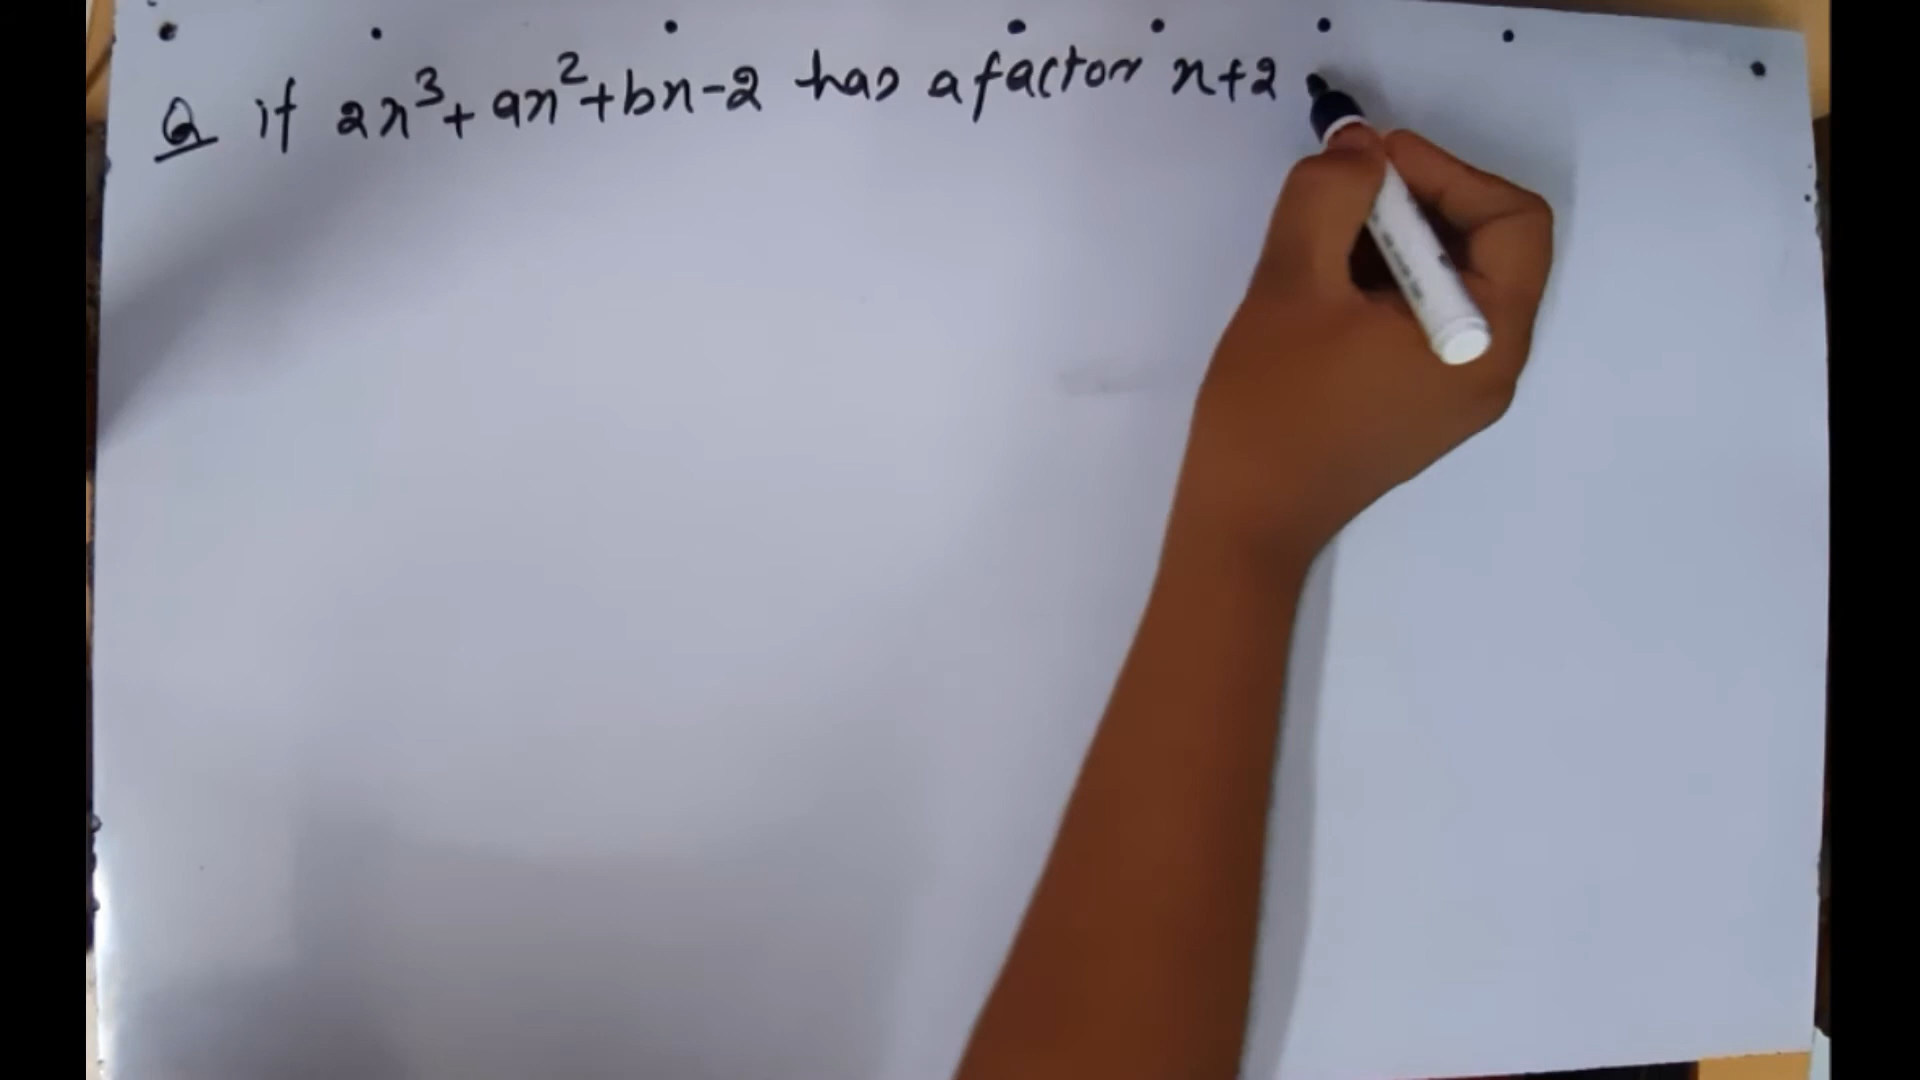 Q if 2x³+ax²+bx-2 has a factor x+2